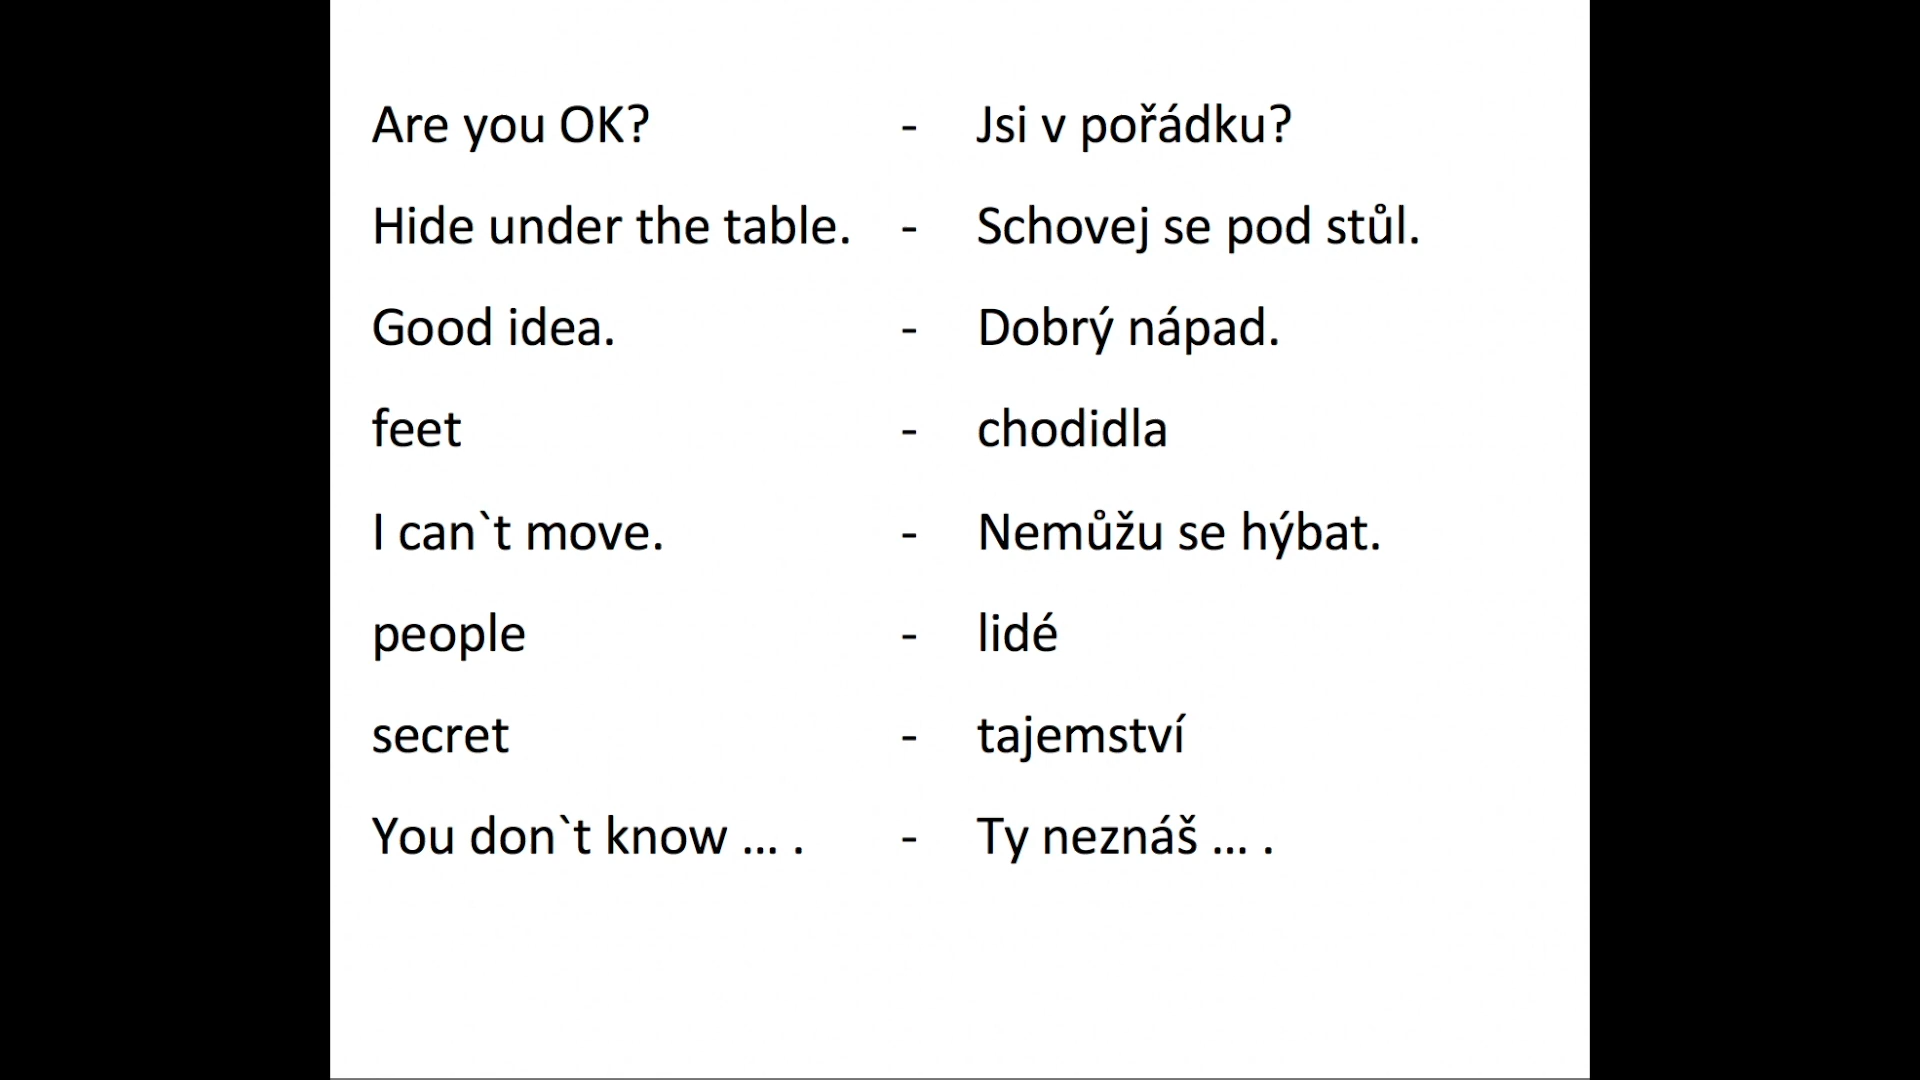 Are you OK? - Jsi v pořádku?
Hide under the table. - Schovej se pod stůl.
Good idea. - Dobrý nápad.
feet - chodidla
I can`t move. - Nemůžu se hýbat.
people - lidé
secret - tajemství
You don`t know ... . - Ty neznáš ... .